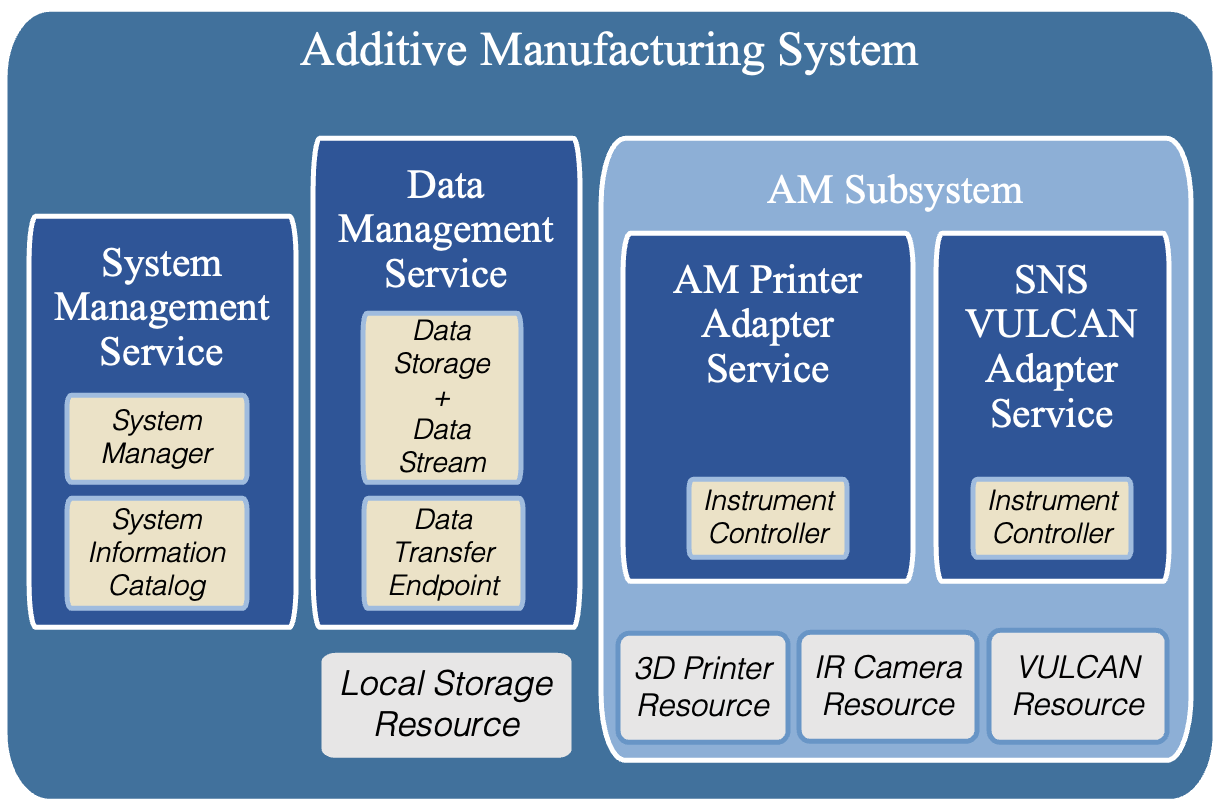 Additive Manufacturing System
System
Management
Service
System
Manager
System
Information
Catalog
Data
Management
Service
Data
Storage
+
Data
Stream
Data
Transfer
Endpoint
Local Storage
Resource
AM Subsystem
AM Printer
Adapter
Service
Instrument
Controller
SNS
VULCAN
Adapter
Service
Instrument
Controller
3D Printer
Resource
IR Camera
Resource
VULCAN
Resource